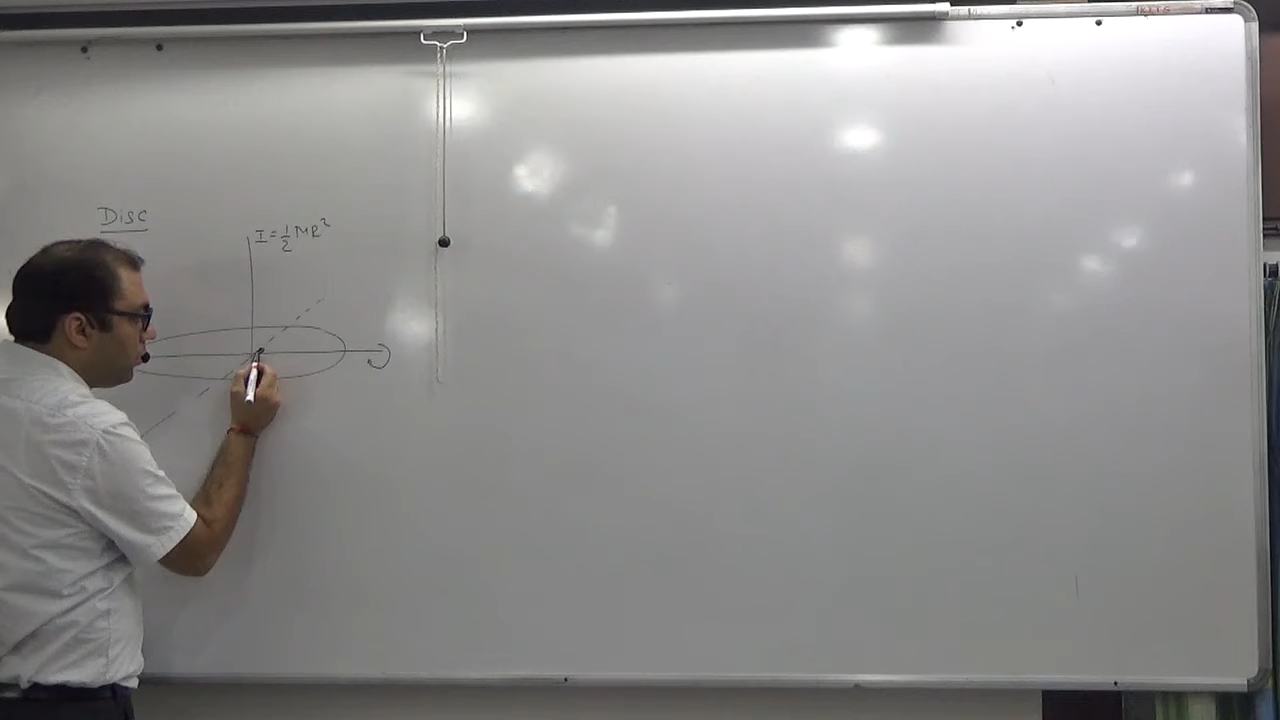 Disc
I = 1/2 MR²